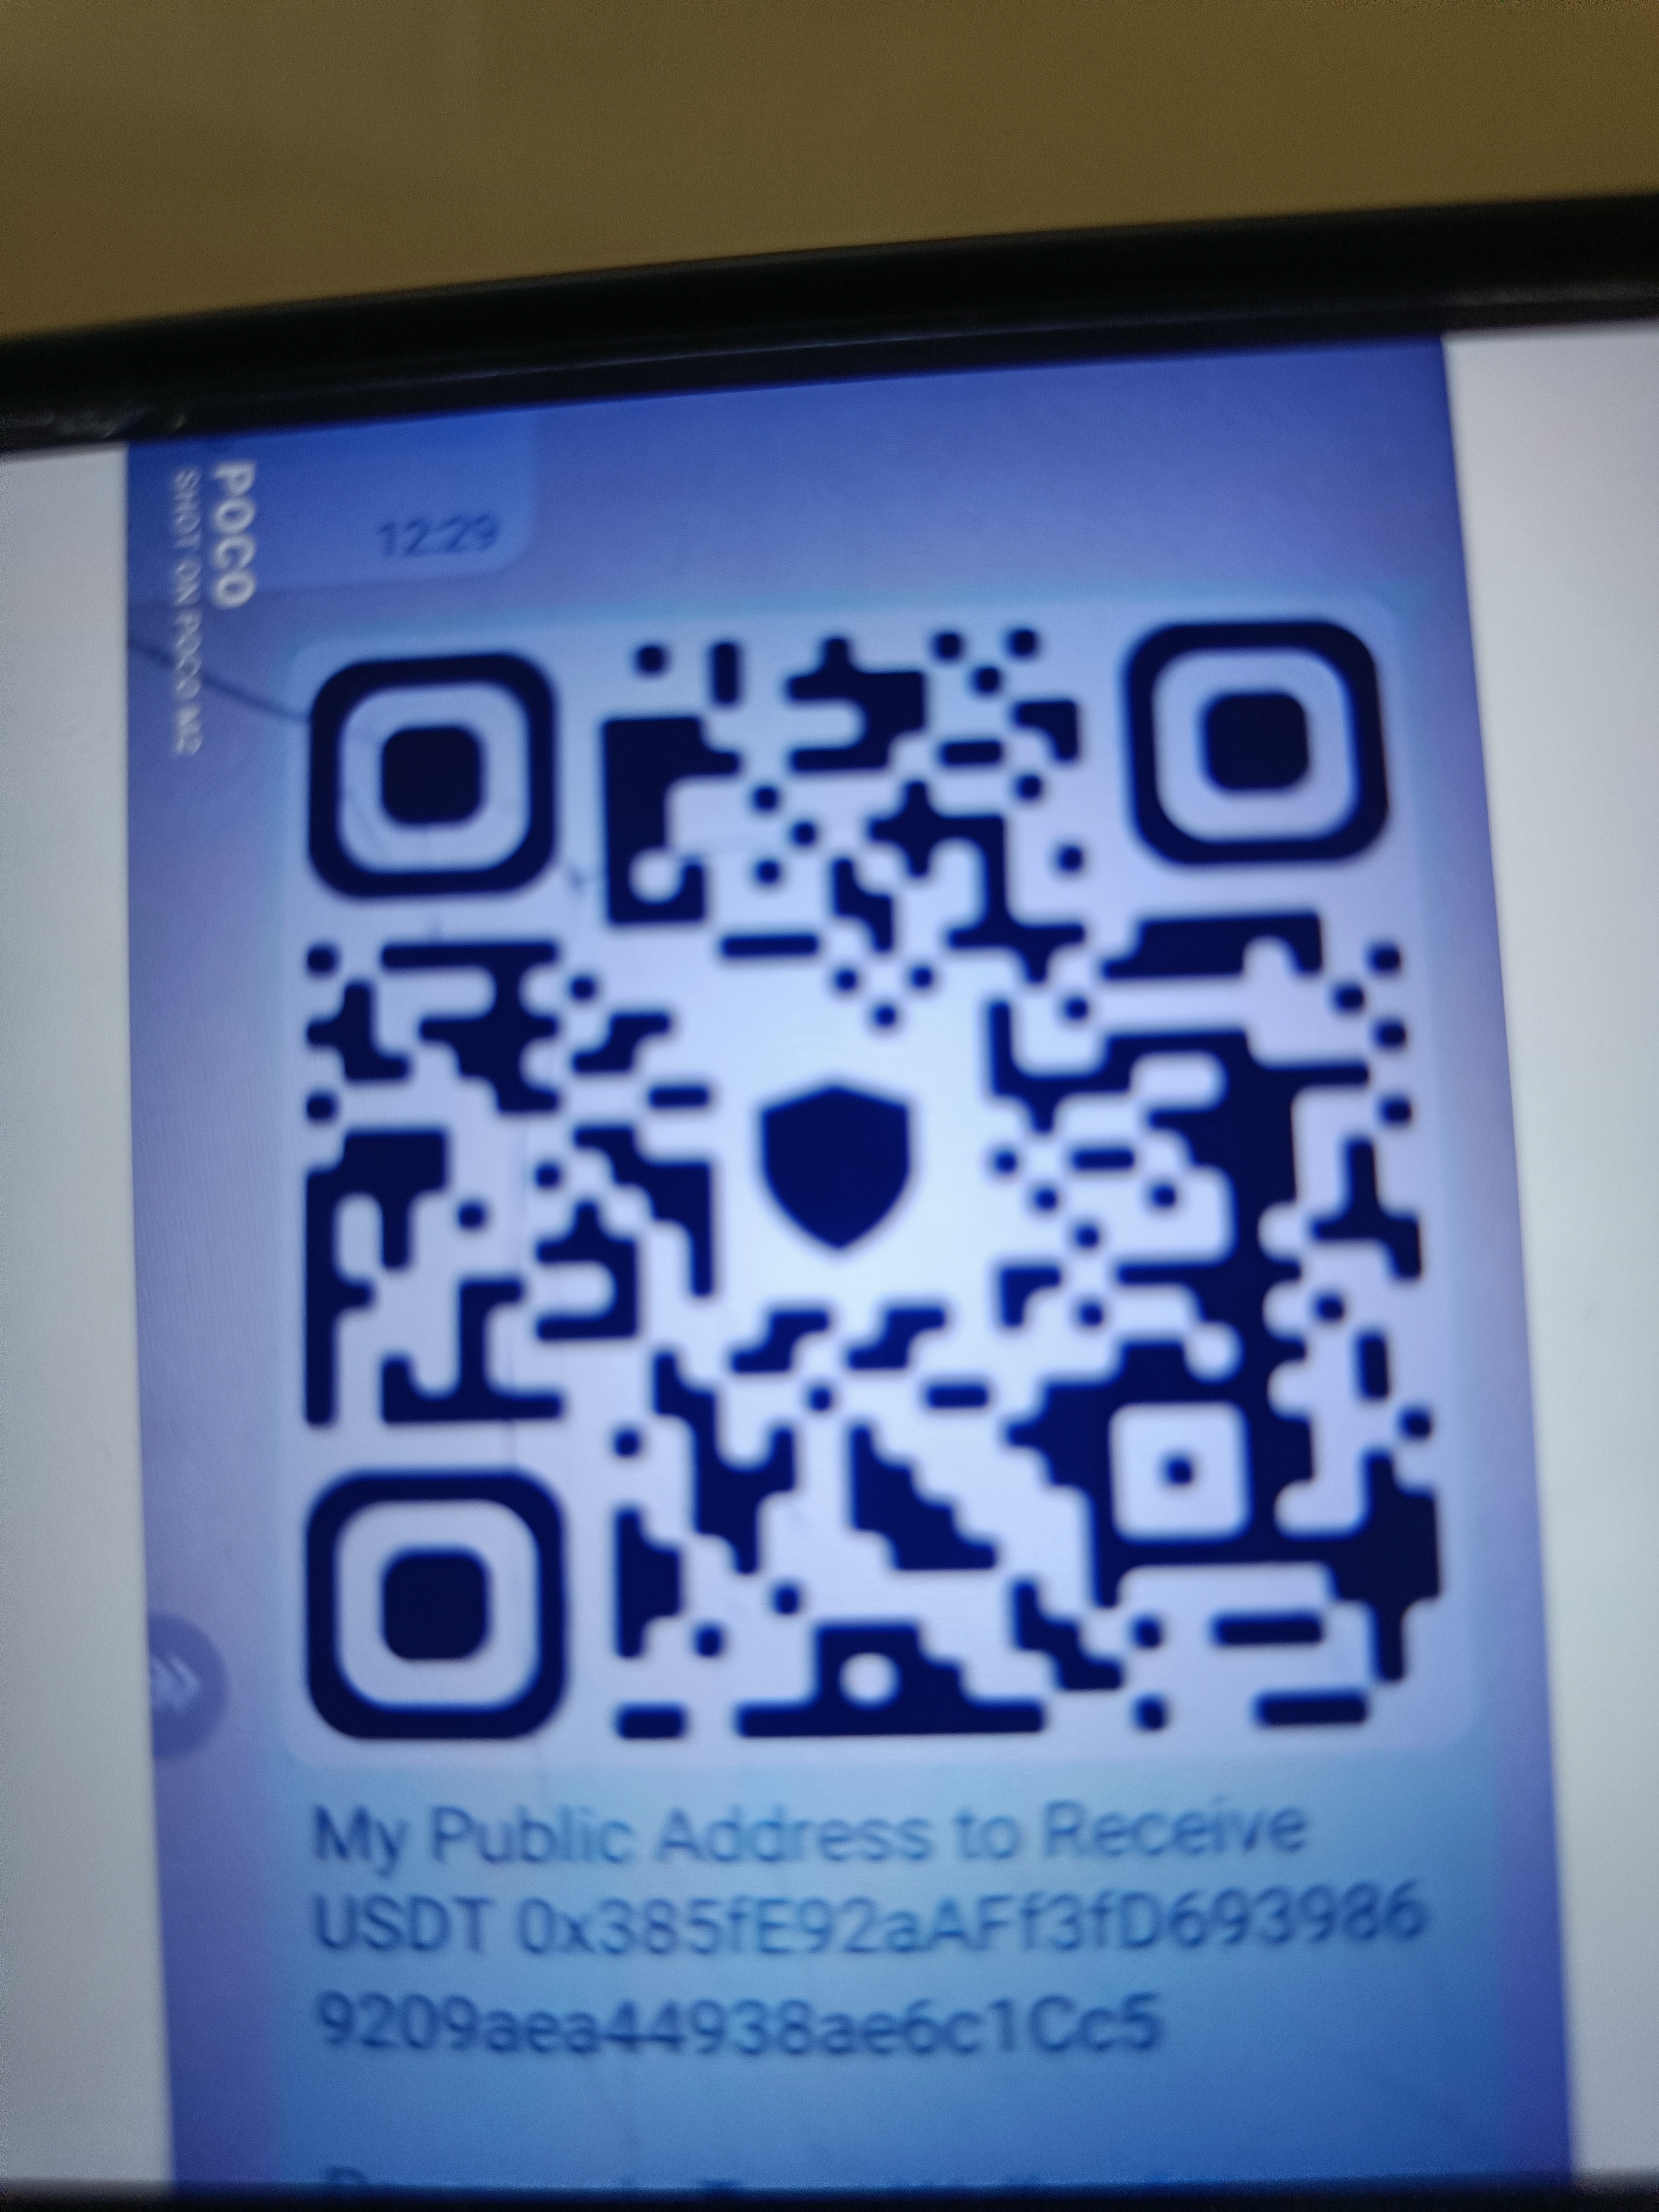 POCO
SHOT ON POCO M2
12:29
My Public Address to Receive
USDT 0x385fE92aAFf3fD693986
9209aea44938ae6c1Cc5